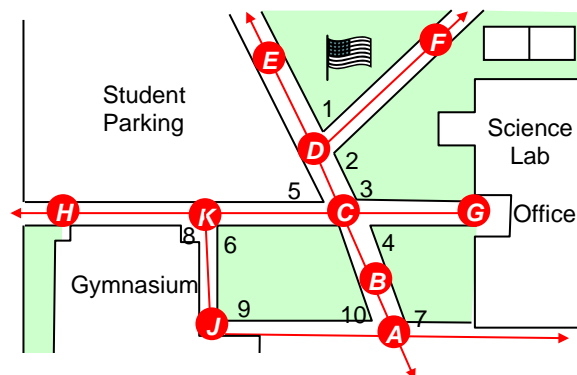 F
E
1
Student
Parking
Science
Lab
D
2
5
3
H
K
C
G
Office
8
6
4
Gymnasium
B
9
10
7
J
A